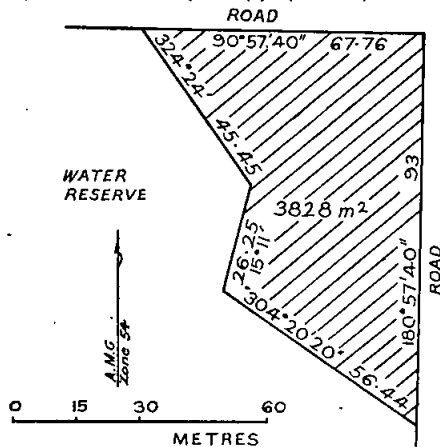 ROAD
90°57'40" 67·76
324°24'
45·45
WATER
RESERVE
93
3828 m²
26·25
15°11'
180°57'40"
ROAD
304°20'20"
56·44
A.M.G
Zone 54
0 15 30 60
METRES